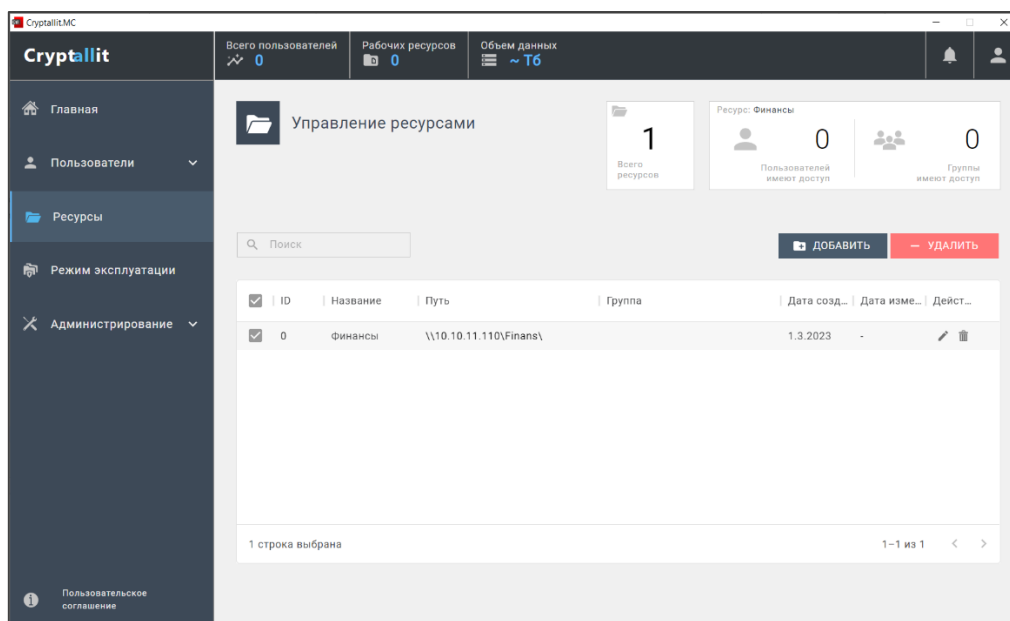 Cryptallit.MC
Cryptallit
Всего пользователей
0
Рабочих ресурсов
0
Объем данных
~ Тб
Главная
Пользователи
Ресурсы
Режим эксплуатации
Администрирование
Пользовательское
соглашение
Управление ресурсами
1
Всего
ресурсов
Ресурс: Финансы
0
Пользователей
имеют доступ
0
Группы
имеют доступ
Поиск
ДОБАВИТЬ
УДАЛИТЬ
ID Название Путь Группа Дата созд... Дата изме... Дейст...
0 Финансы \\10.10.11.110\Finans\ 1.3.2023 -
1 строка выбрана
1–1 из 1